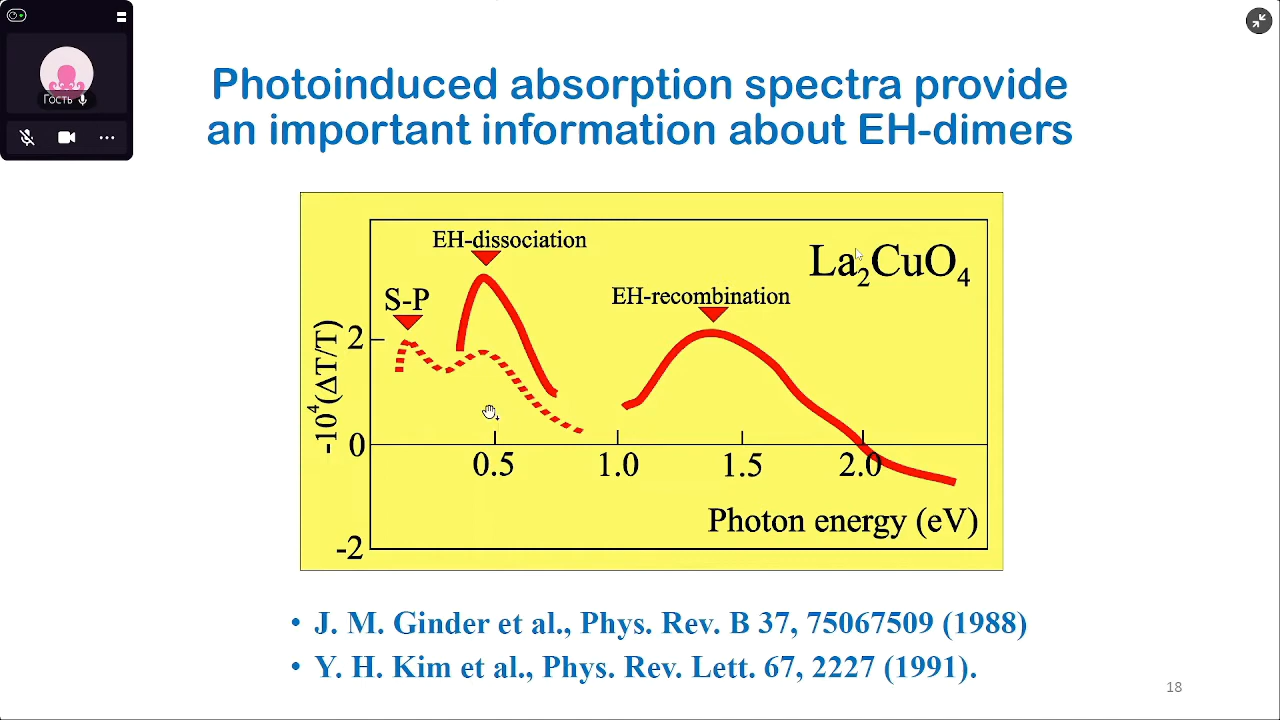 Гость
Photoinduced absorption spectra provide
an important information about EH-dimers
EH-dissociation
La₂CuO₄
S-P
EH-recombination
-10⁴(ΔT/T)
2
0
-2
0.5 1.0 1.5 2.0
Photon energy (eV)
• J. M. Ginder et al., Phys. Rev. B 37, 75067509 (1988)
• Y. H. Kim et al., Phys. Rev. Lett. 67, 2227 (1991).
18